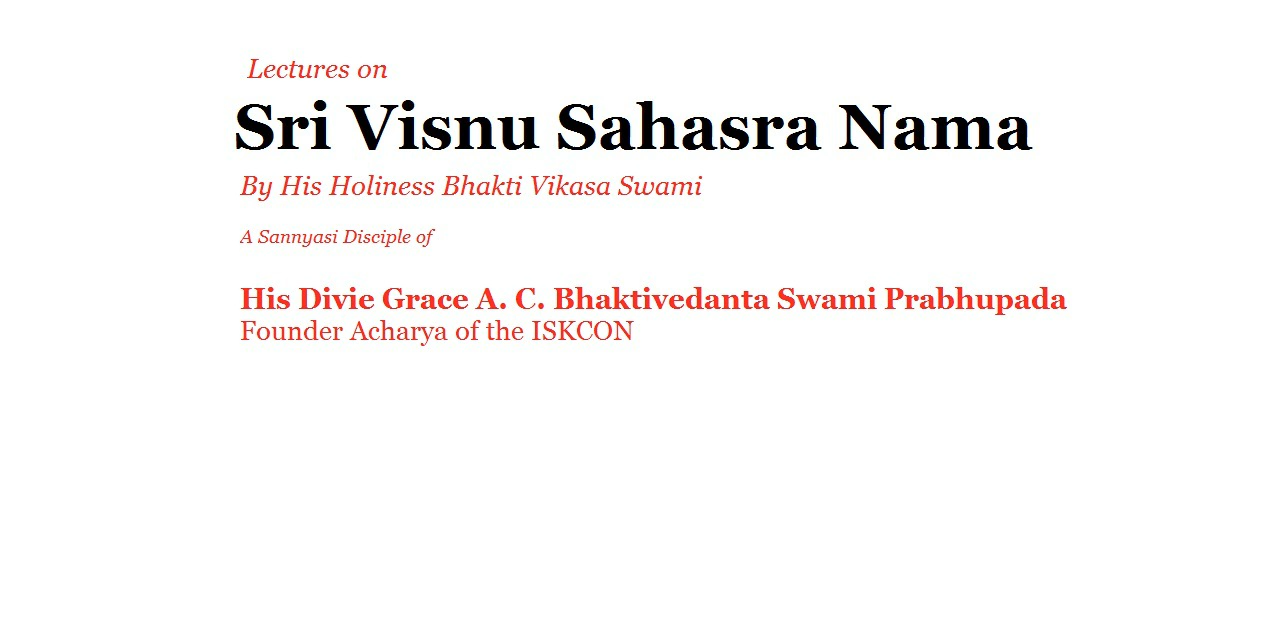 Lectures on
Sri Visnu Sahasra Nama
By His Holiness Bhakti Vikasa Swami
A Sannyasi Disciple of
His Divie Grace A. C. Bhaktivedanta Swami Prabhupada
Founder Acharya of the ISKCON